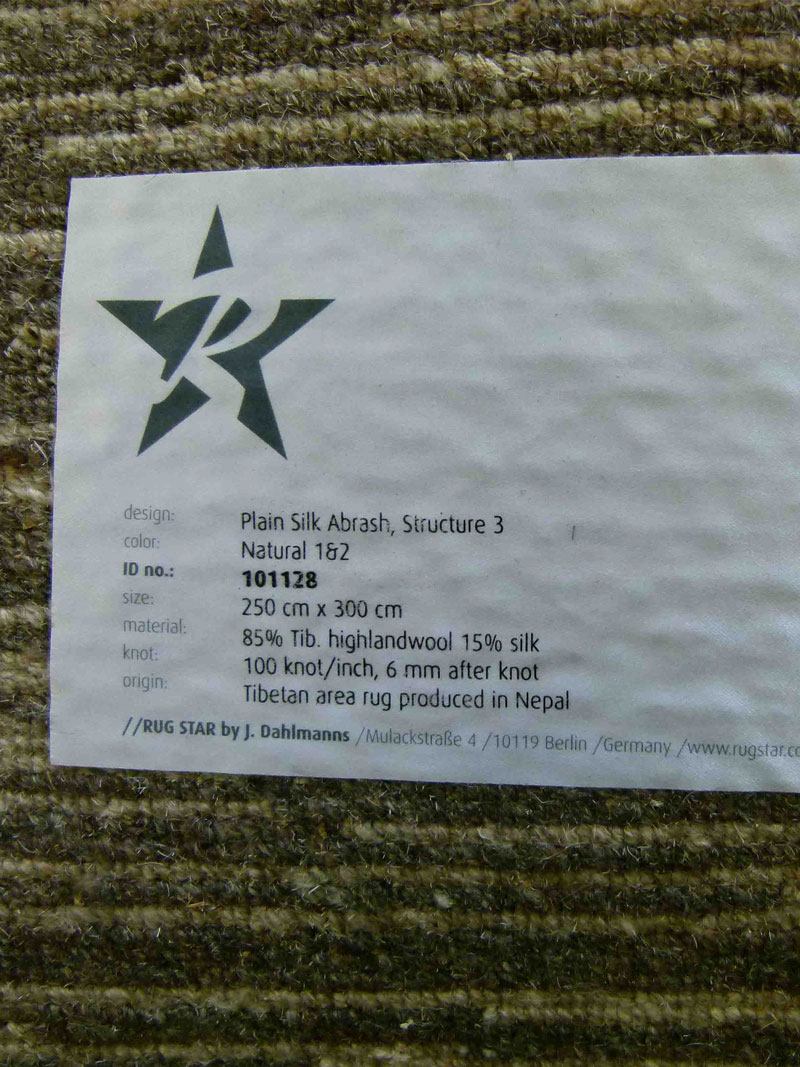 design: Plain Silk Abrash, Structure 3
color: Natural 1&2
ID no.: 101128
size: 250 cm x 300 cm
material: 85% Tib. highlandwool 15% silk
knot: 100 knot/inch, 6 mm after knot
origin: Tibetan area rug produced in Nepal
//RUG STAR by J. Dahlmanns /Mulackstraße 4 /10119 Berlin /Germany /www.rugstar.co